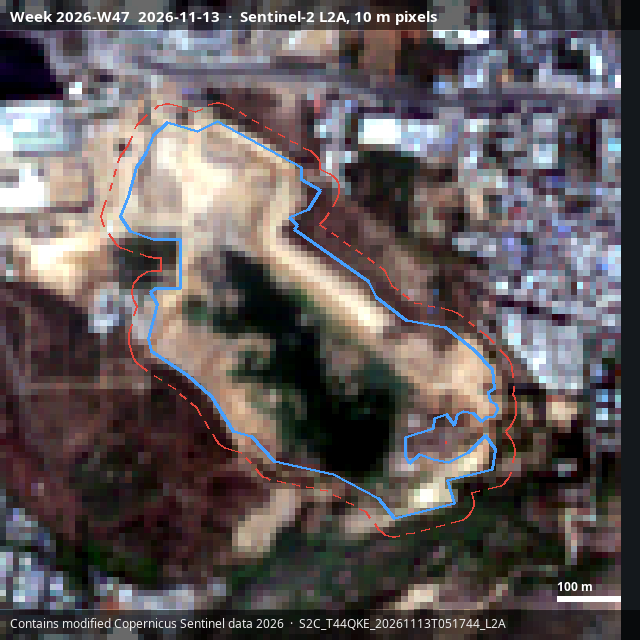 Week 2026-W47  2026-11-13  ·  Sentinel-2 L2A, 10 m pixels
100 m
Contains modified Copernicus Sentinel data 2026  ·  S2C_T44QKE_20261113T051744_L2A